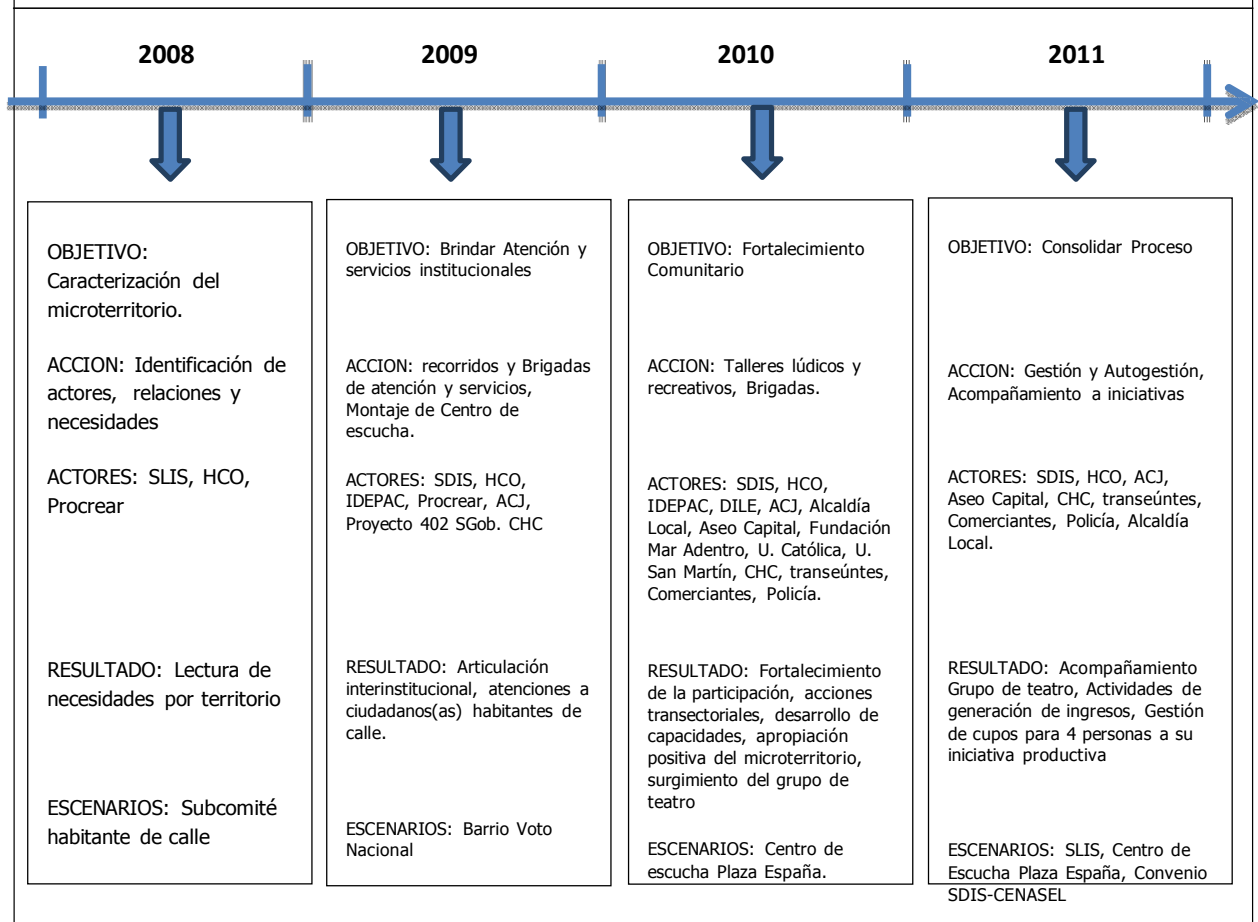 2008
2009
2010
2011
OBJETIVO:
Caracterización del
microterritorio.
ACCION: Identificación de
actores, relaciones y
necesidades
ACTORES: SLIS, HCO,
Procrear
RESULTADO: Lectura de
necesidades por territorio
ESCENARIOS: Subcomité
habitante de calle
OBJETIVO: Brindar Atención y
servicios institucionales
ACCION: recorridos y Brigadas
de atención y servicios,
Montaje de Centro de
escucha.
ACTORES: SDIS, HCO,
IDEPAC, Procrear, ACJ,
Proyecto 402 SGob. CHC
RESULTADO: Articulación
interinstitucional, atenciones a
ciudadanos(as) habitantes de
calle.
ESCENARIOS: Barrio Voto
Nacional
OBJETIVO: Fortalecimiento
Comunitario
ACCION: Talleres lúdicos y
recreativos, Brigadas.
ACTORES: SDIS, HCO,
IDEPAC, DILE, ACJ, Alcaldía
Local, Aseo Capital, Fundación
Mar Adentro, U. Católica, U.
San Martín, CHC, transeúntes,
Comerciantes, Policía.
RESULTADO: Fortalecimiento
de la participación, acciones
transectoriales, desarrollo de
capacidades, apropiación
positiva del microterritorio,
surgimiento del grupo de
teatro
ESCENARIOS: Centro de
escucha Plaza España.
OBJETIVO: Consolidar Proceso
ACCION: Gestión y Autogestión,
Acompañamiento a iniciativas
ACTORES: SDIS, HCO, ACJ,
Aseo Capital, CHC, transeúntes,
Comerciantes, Policía, Alcaldía
Local.
RESULTADO: Acompañamiento
Grupo de teatro, Actividades de
generación de ingresos, Gestión
de cupos para 4 personas a su
iniciativa productiva
ESCENARIOS: SLIS, Centro de
Escucha Plaza España, Convenio
SDIS-CENASEL